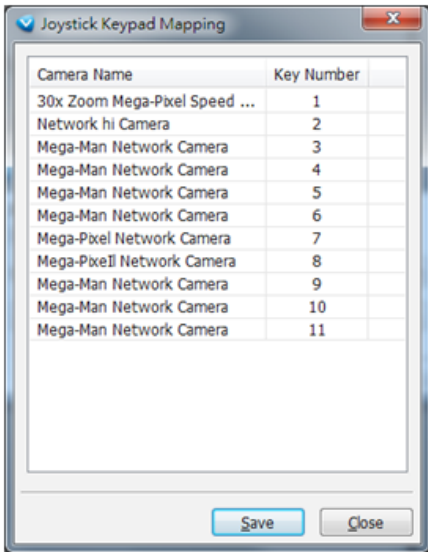 Joystick Keypad Mapping
Camera Name Key Number
30x Zoom Mega-Pixel Speed ... 1
Network hi Camera 2
Mega-Man Network Camera 3
Mega-Man Network Camera 4
Mega-Man Network Camera 5
Mega-Man Network Camera 6
Mega-Pixel Network Camera 7
Mega-PixeIl Network Camera 8
Mega-Man Network Camera 9
Mega-Man Network Camera 10
Mega-Man Network Camera 11
Save Close